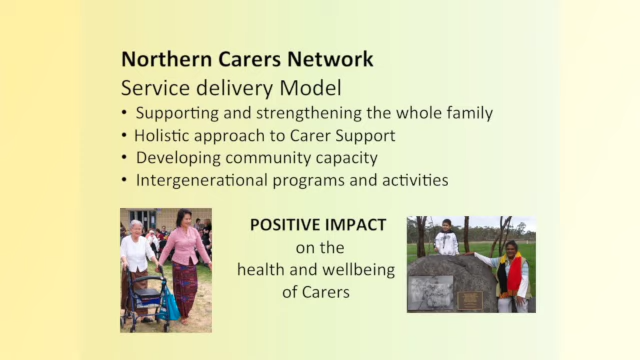 Northern Carers Network
Service delivery Model
• Supporting and strengthening the whole family
• Holistic approach to Carer Support
• Developing community capacity
• Intergenerational programs and activities
POSITIVE IMPACT
on the
health and wellbeing
of Carers